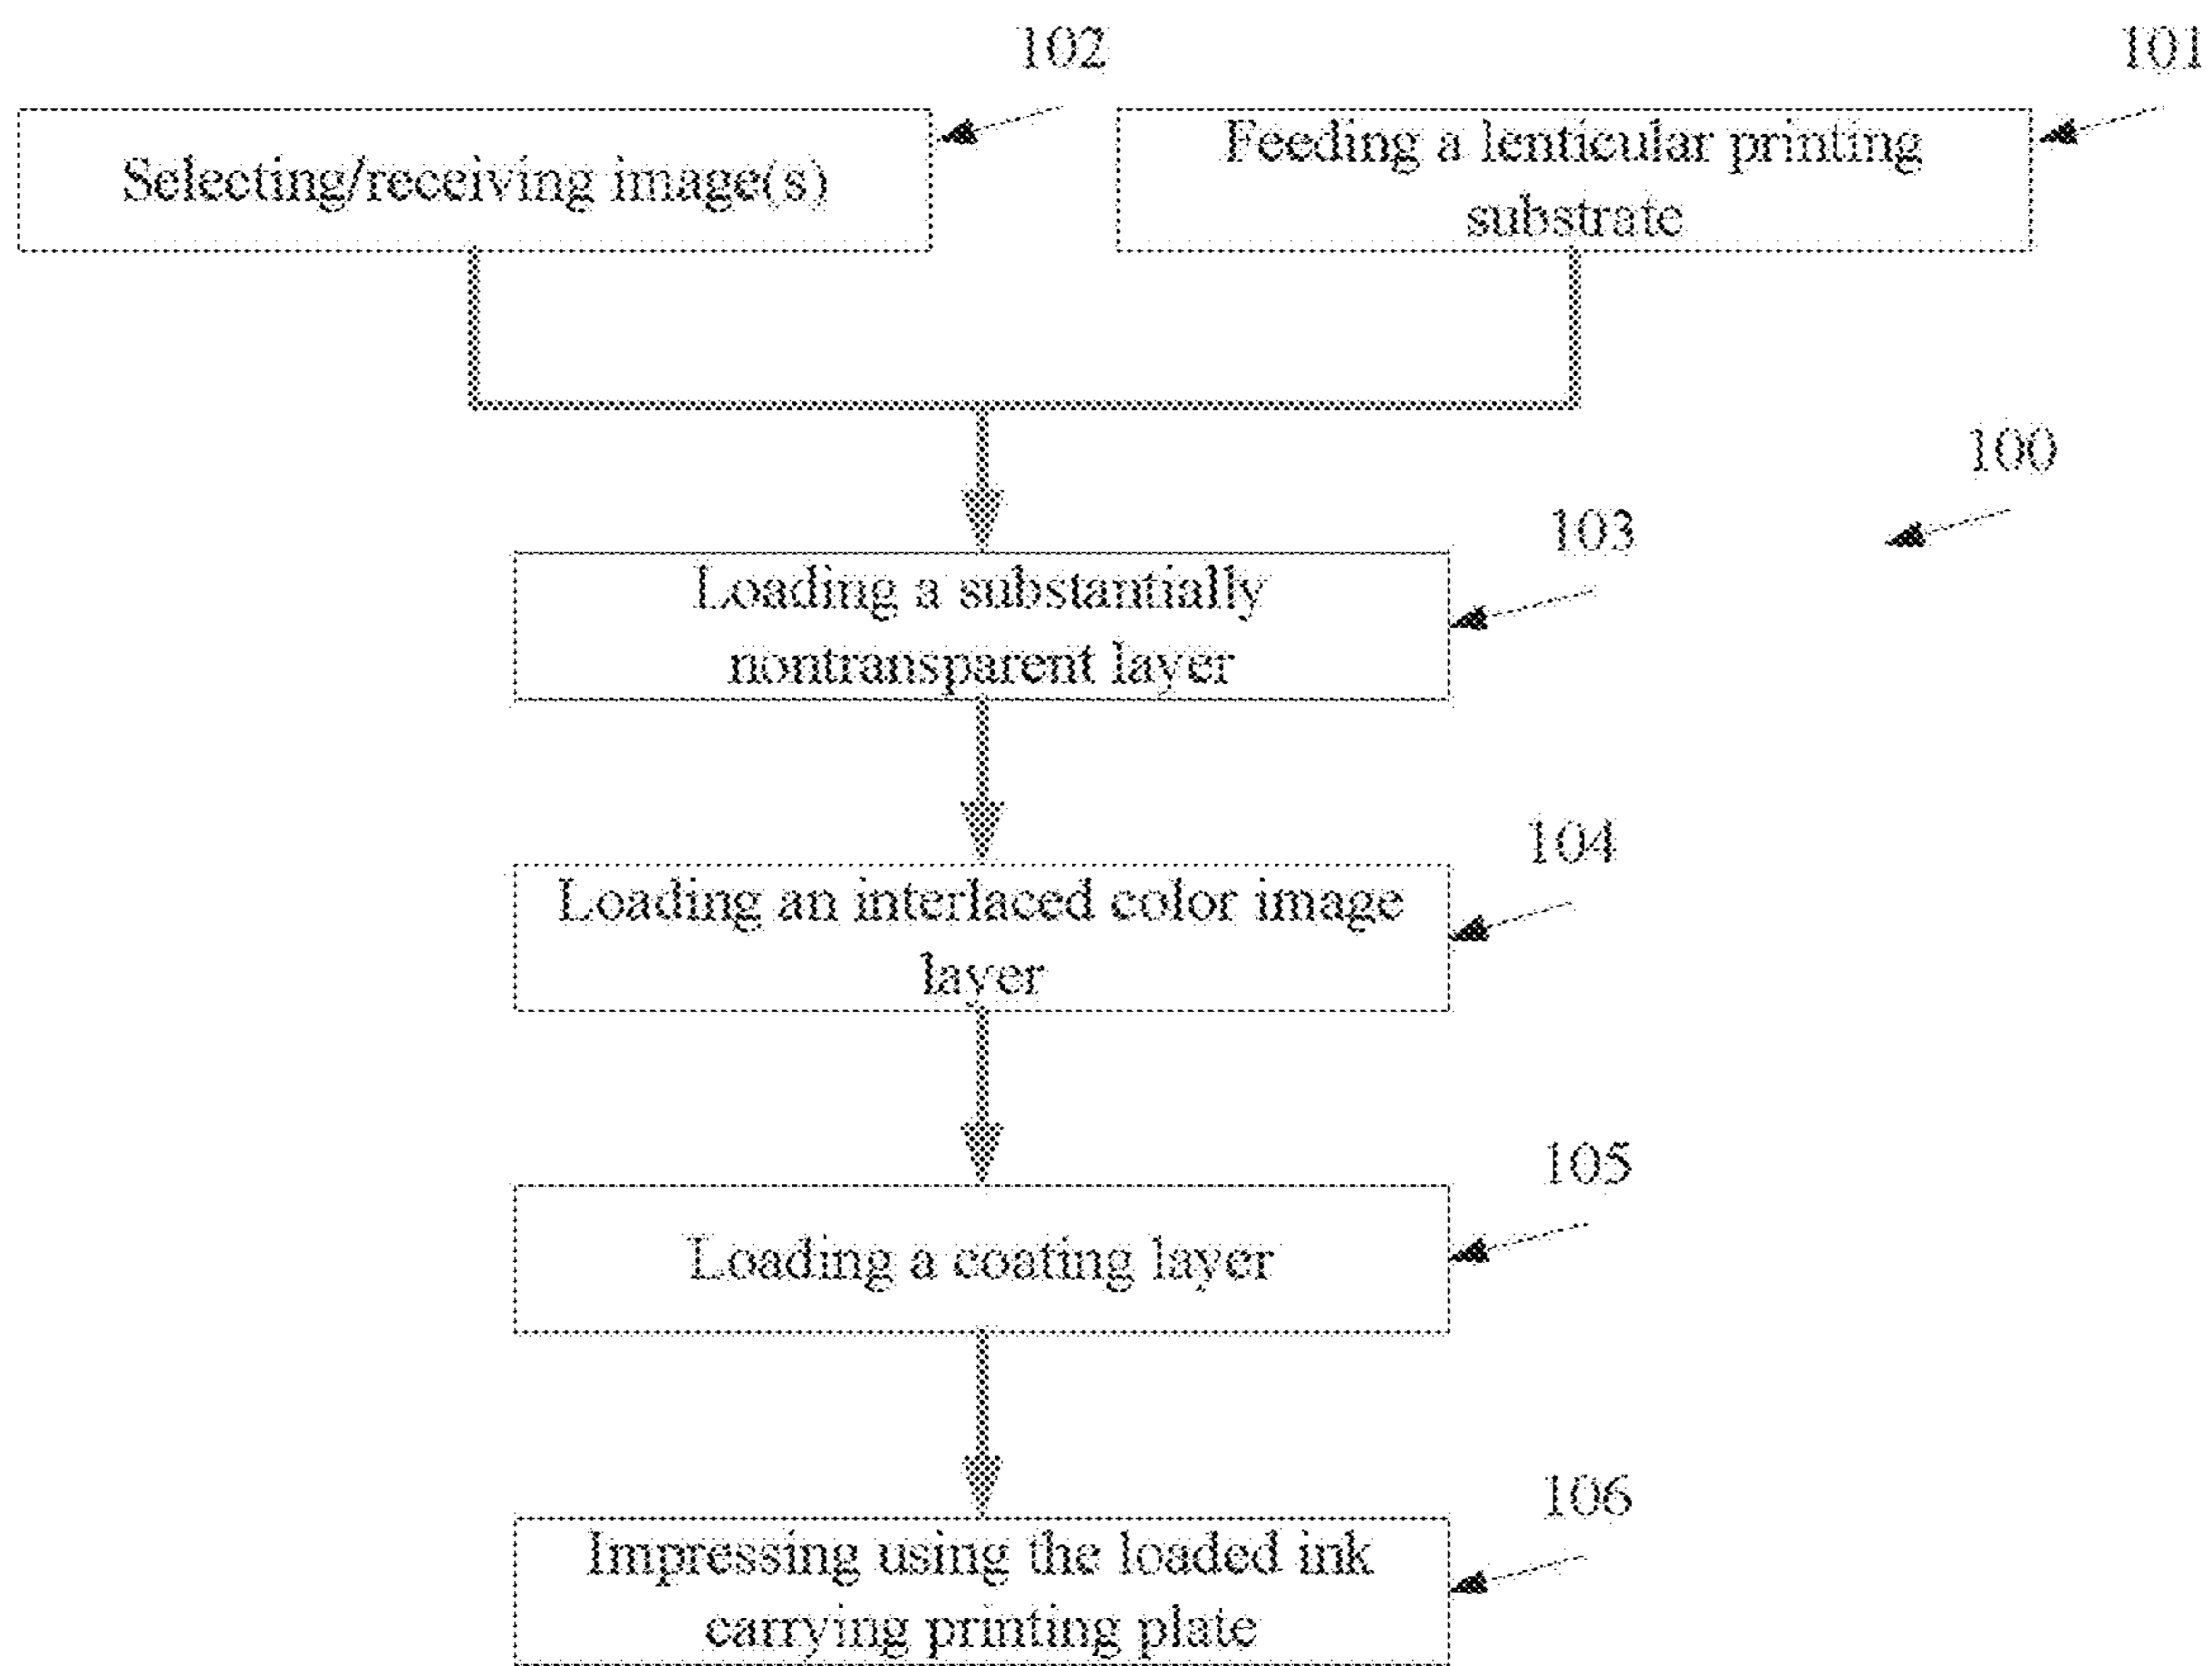 102
101
Selecting/receiving image(s)
Feeding a lenticular printing
substrate
100
103
Loading a substantially
nontransparent layer
104
Loading an interlaced color image
layer
105
Loading a coating layer
106
Impressing using the loaded ink
carrying printing plate